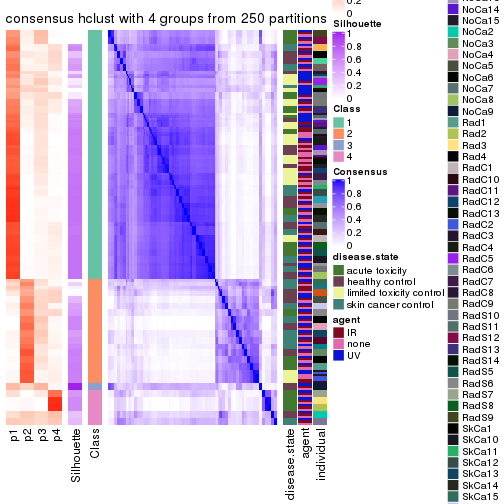 consensus hclust with 4 groups from 250 partitions
p1
p2
p3
p4
Silhouette
Class
disease.state
agent
individual
0.2
0
Silhouette
1
0.8
0.6
0.4
0.2
0
Class
1
2
3
4
Consensus
1
0.8
0.6
0.4
0.2
0
disease.state
acute toxicity
healthy control
limited toxicity control
skin cancer control
agent
IR
none
UV
NoCa14
NoCa15
NoCa2
NoCa3
NoCa4
NoCa5
NoCa6
NoCa7
NoCa8
NoCa9
Rad1
Rad2
Rad3
Rad4
RadC1
RadC10
RadC11
RadC12
RadC13
RadC2
RadC3
RadC4
RadC5
RadC6
RadC7
RadC8
RadC9
RadS10
RadS11
RadS12
RadS13
RadS14
RadS5
RadS6
RadS7
RadS8
RadS9
SkCa1
SkCa10
SkCa11
SkCa12
SkCa13
SkCa14
SkCa15